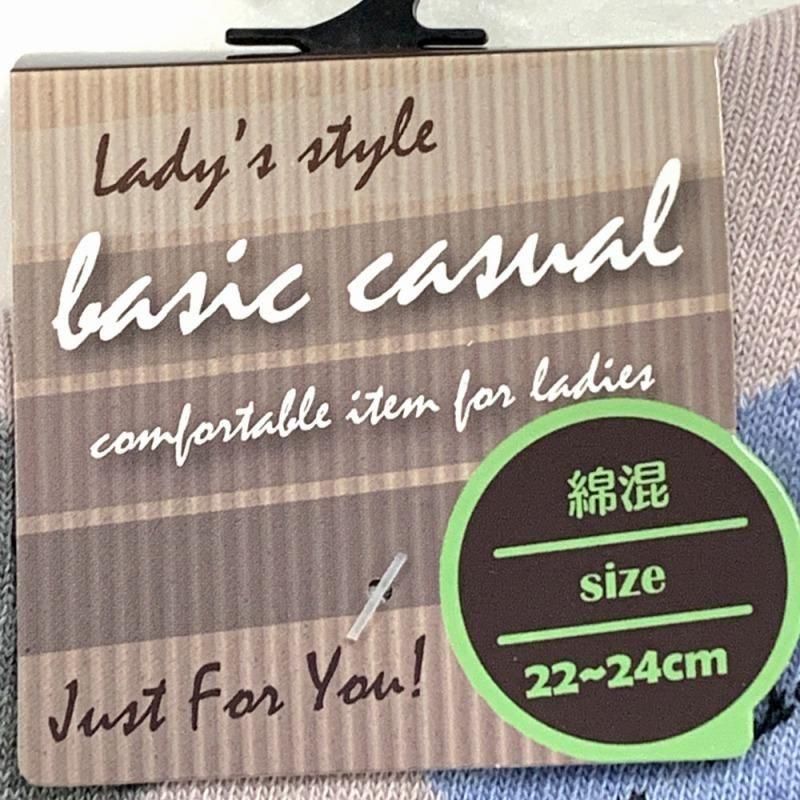 Lady's style
basic casual
comfortable item for ladies
綿混
size
22~24cm
Just For You!